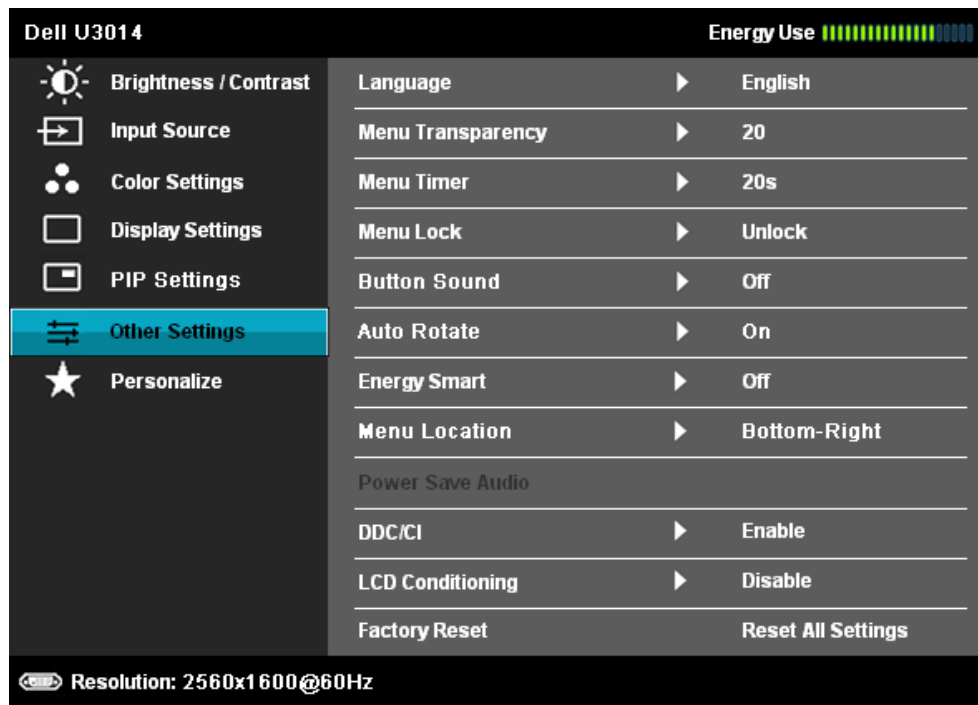 Dell U3014 Energy Use
Brightness / Contrast
Input Source
Color Settings
Display Settings
PIP Settings
Other Settings
Personalize
Language English
Menu Transparency 20
Menu Timer 20s
Menu Lock Unlock
Button Sound Off
Auto Rotate On
Energy Smart Off
Menu Location Bottom-Right
Power Save Audio
DDC/CI Enable
LCD Conditioning Disable
Factory Reset Reset All Settings
Resolution: 2560x1600@60Hz